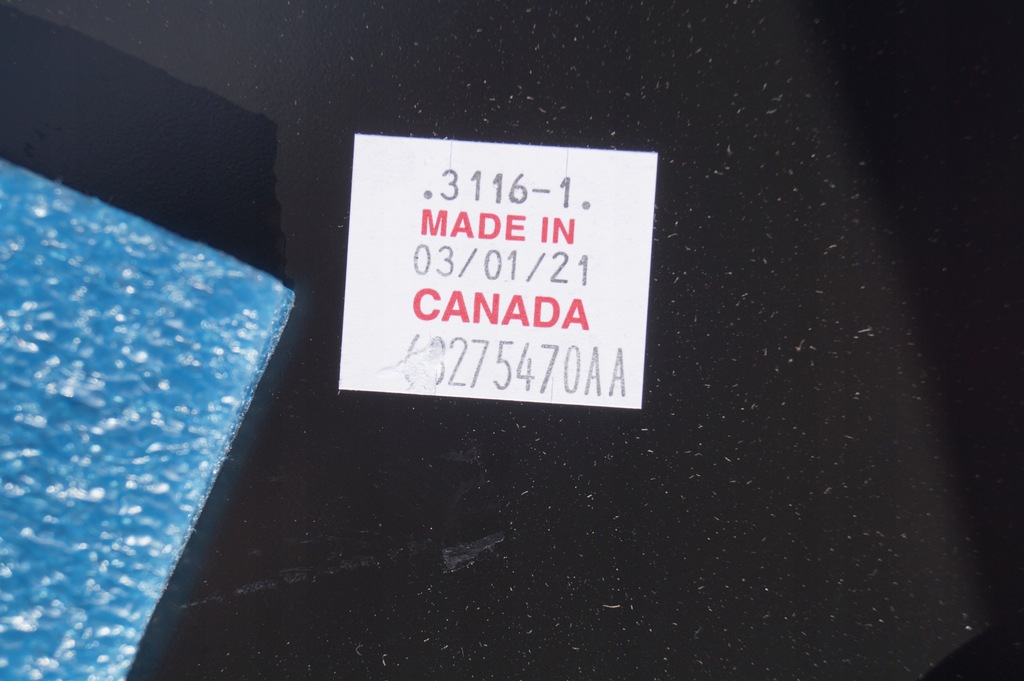 .3116-1.
MADE IN
03/01/21
CANADA